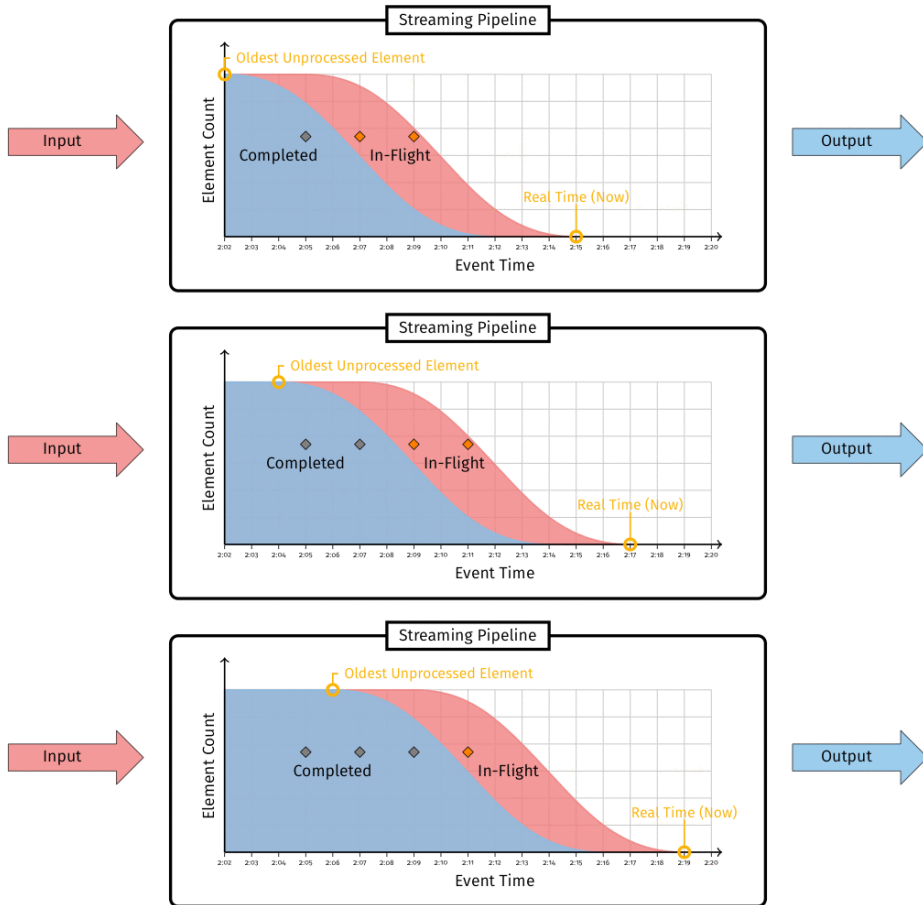 Streaming Pipeline
Oldest Unprocessed Element
Element Count
Input
Completed
In-Flight
Output
Real Time (Now)
2:02 2:03 2:04 2:05 2:06 2:07 2:08 2:09 2:10 2:11 2:12 2:13 2:14 2:15 2:16 2:17 2:18 2:19 2:20
Event Time
Streaming Pipeline
Oldest Unprocessed Element
Element Count
Input
Completed
In-Flight
Output
Real Time (Now)
2:02 2:03 2:04 2:05 2:06 2:07 2:08 2:09 2:10 2:11 2:12 2:13 2:14 2:15 2:16 2:17 2:18 2:19 2:20
Event Time
Streaming Pipeline
Oldest Unprocessed Element
Element Count
Input
Completed
In-Flight
Output
Real Time (Now)
2:02 2:03 2:04 2:05 2:06 2:07 2:08 2:09 2:10 2:11 2:12 2:13 2:14 2:15 2:16 2:17 2:18 2:19 2:20
Event Time